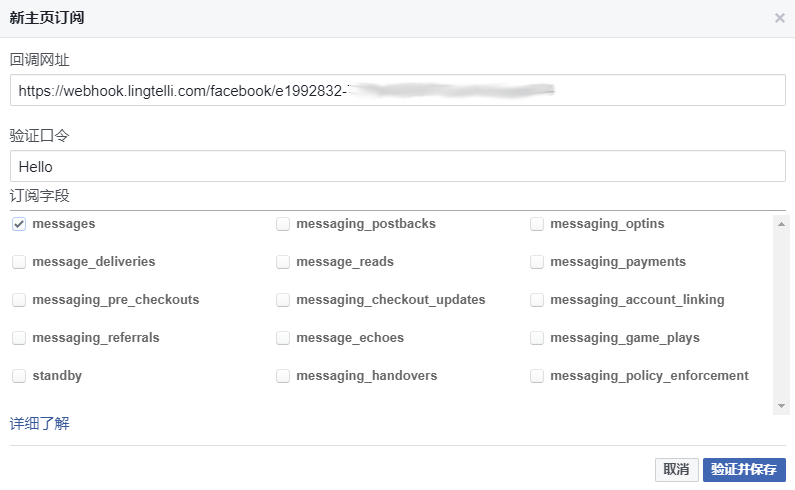 新主页订阅
回调网址
https://webhook.lingtelli.com/facebook/e1992832-
验证口令
Hello
订阅字段
messages messaging_postbacks messaging_optins
message_deliveries message_reads messaging_payments
messaging_pre_checkouts messaging_checkout_updates messaging_account_linking
messaging_referrals message_echoes messaging_game_plays
standby messaging_handovers messaging_policy_enforcement
详细了解
取消 验证并保存